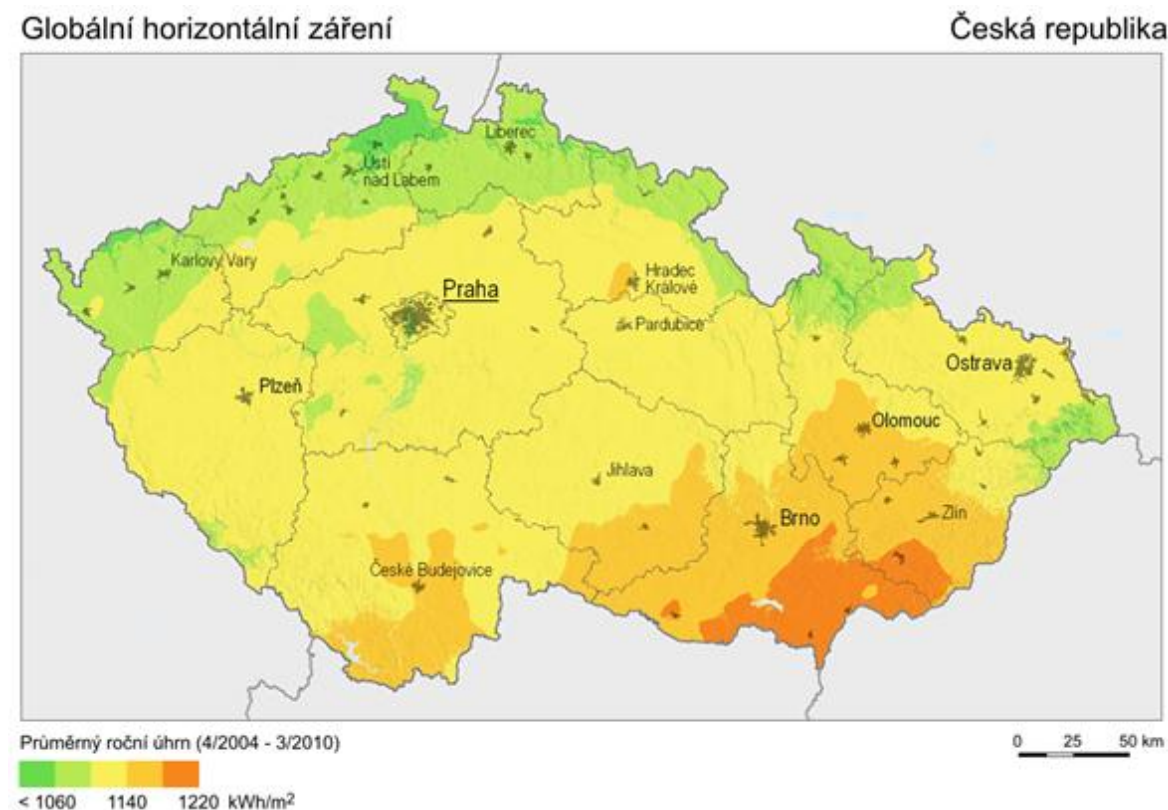 Globální horizontální záření
Česká republika
Liberec
Ústí
nad Labem
Karlovy Vary
Praha
Hradec
Králové
Pardubice
Plzeň
Ostrava
Olomouc
Jihlava
Brno
Zlín
České Budejovice
Průměrný roční úhrn (4/2004 - 3/2010)
0 25 50 km
< 1060 1140 1220 kWh/m²